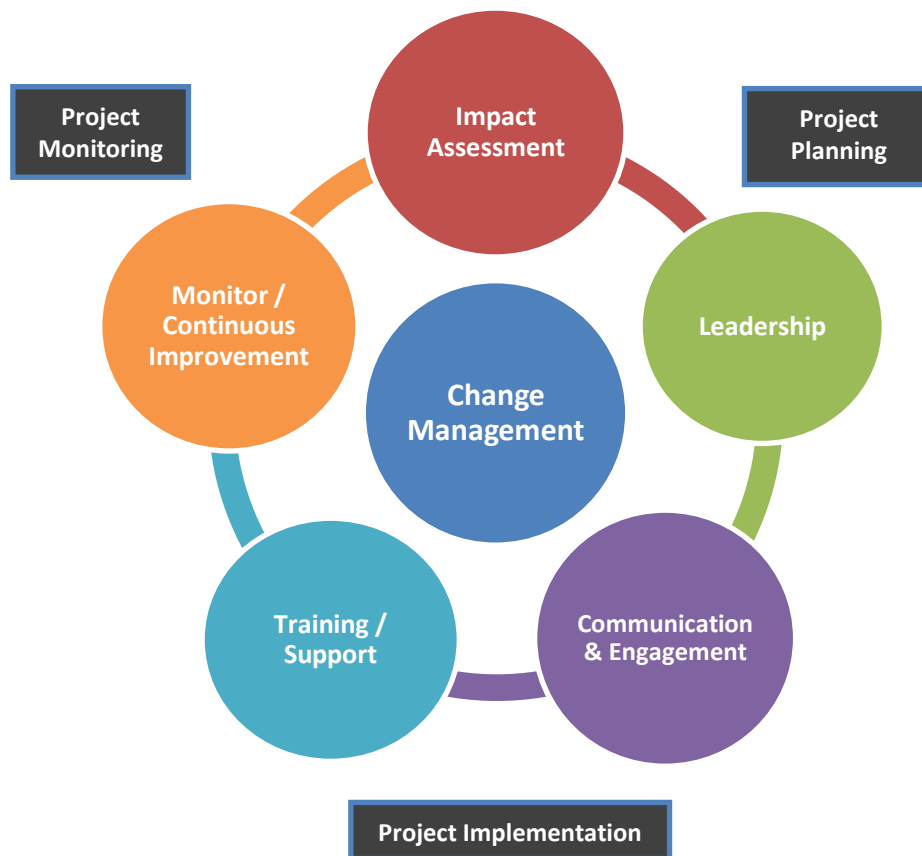 Impact
Assessment
Project
Monitoring
Project
Planning
Monitor /
Continuous
Improvement
Leadership
Change
Management
Training /
Support
Communication
& Engagement
Project Implementation